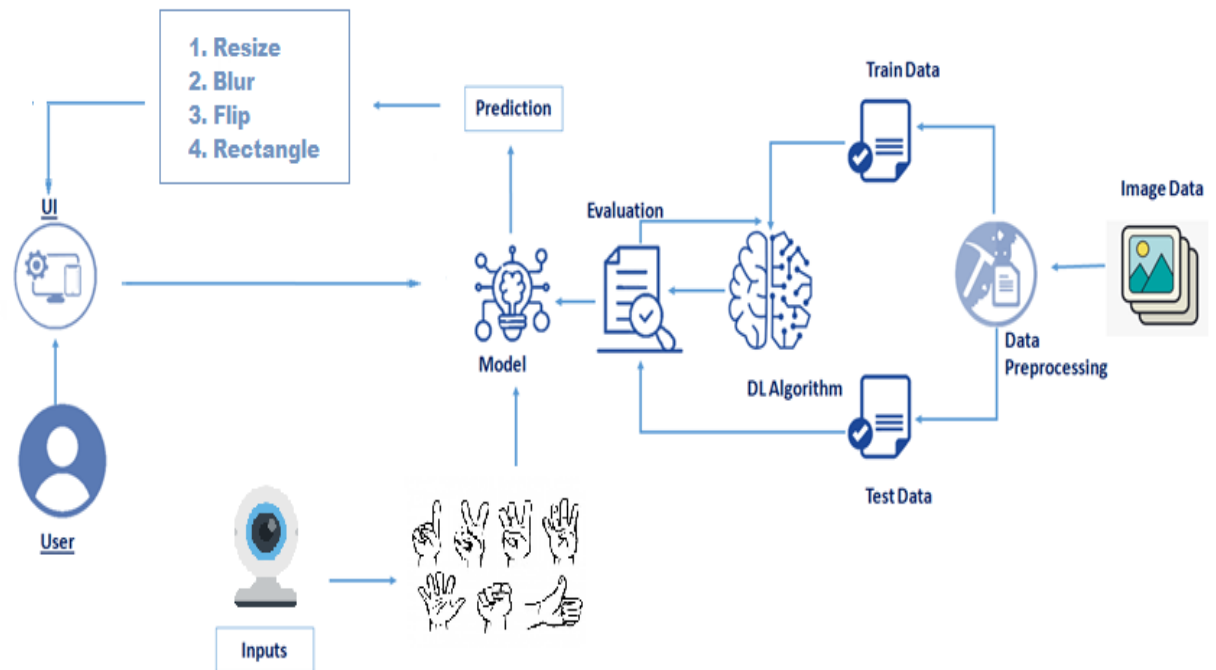 1. Resize
2. Blur
3. Flip
4. Rectangle
Prediction
Train Data
UI
Evaluation
Image Data
Model
DL Algorithm
Data
Preprocessing
Test Data
User
Inputs